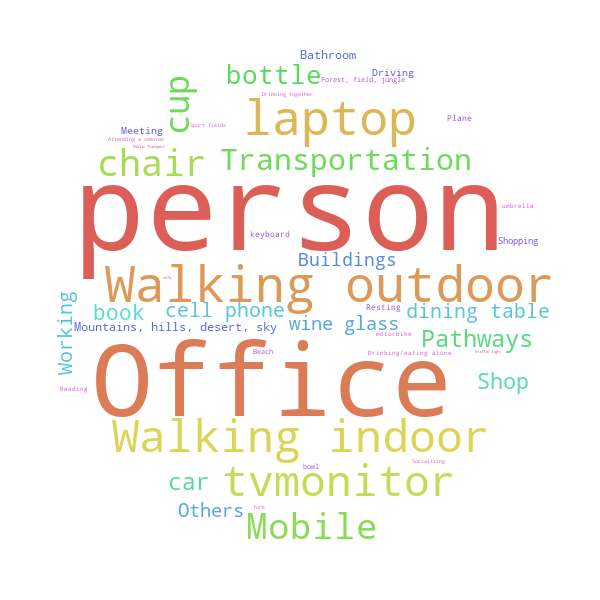 Bathroom
Driving
bottle
Forest, field, jungle
cup
Drinking together
laptop
Plane
Sport fields
Meeting
Attending a seminar
Public Transport
chair
Transportation
person
umbrella
keyboard
Shopping
Buildings
sofa
Walking outdoor
book
cell phone
Resting
dining table
Working
Mountains, hills, desert, sky
wine glass
motorbike
Pathways
Office
Beach
Drinking/eating alone
traffic light
Shop
Reading
Walking indoor
Socializing
bowl
car
tvmonitor
Others
fork
Mobile